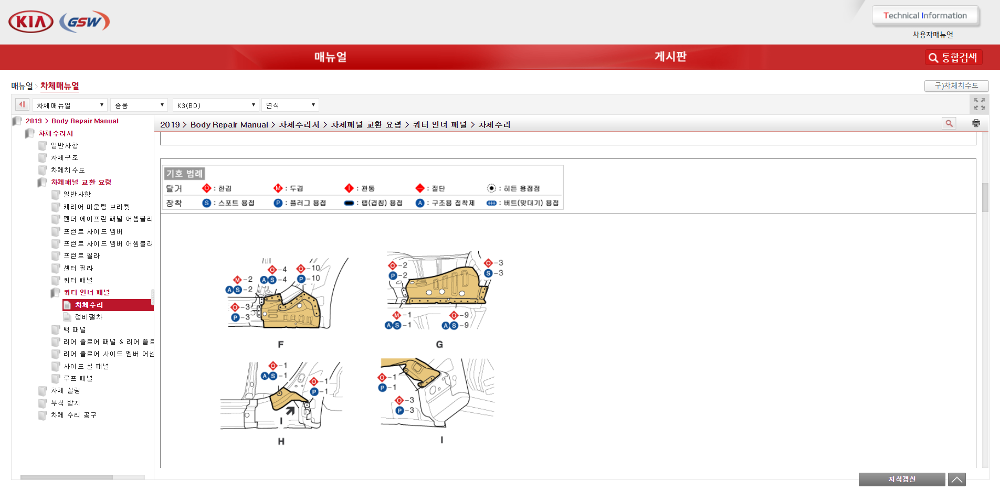 KIA GSW
Technical Information
사용자매뉴얼
매뉴얼 게시판 통합검색
매뉴얼 > 차체매뉴얼
구)차체치수도
차체매뉴얼 승용 K3(BD) 연식
2019 > Body Repair Manual
차체수리서
일반사항
차체구조
차체치수도
차체패널 교환 요령
일반사항
캐리어 마운팅 브라켓
펜더 에이프런 패널 어셈블리
프런트 사이드 멤버
프런트 사이드 멤버 어셈블리
프런트 필라
센터 필라
쿼터 패널
쿼터 인너 패널
차체수리
정비절차
백 패널
리어 플로어 패널 & 리어 플로
리어 플로어 사이드 멤버 어셈
사이드 실 패널
루프 패널
차체 실링
부식 방지
차체 수리 공구
2019 > Body Repair Manual > 차체수리서 > 차체패널 교환 요령 > 쿼터 인너 패널 > 차체수리
기호 범례
탈거 O : 한겹 M : 두겹 I : 관통 : 절단 : 히든 용접점
장착 S : 스포트 용접 P : 플러그 용접 : 랩(겹침) 용접 A : 구조용 접착제 : 버트(맞대기) 용접
O-4 O-10
M-2 A S-4 P-10
A S-2
O-3
P-3
F
O-2 O-3
P-2 S-3
M-1 O-9
A S-1 A S-9
G
O-1
A S-1 O-1
P-1
I
H
O-1
P-1
O-3
P-3
I
지식갱신